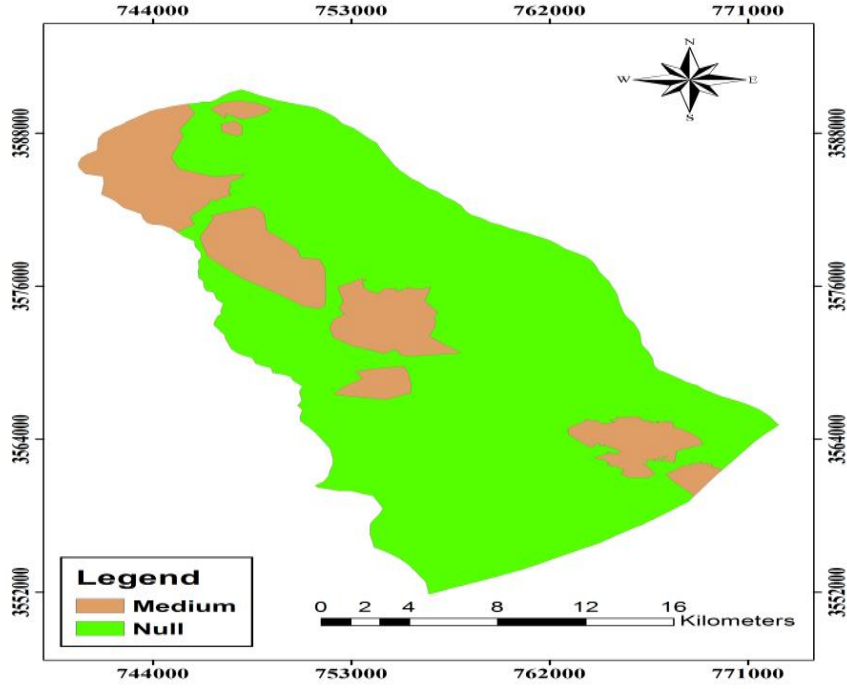 744000 753000 762000 771000
N
W E
S
3588000 3588000
3576000 3576000
3564000 3564000
3552000 3552000
Legend
Medium
Null
0 2 4 8 12 16
Kilometers
744000 753000 762000 771000